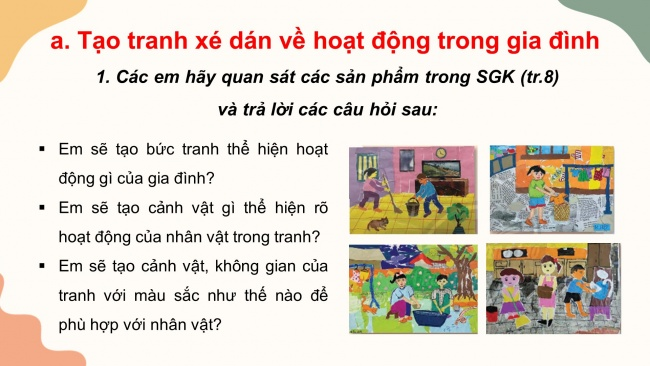 a. Tạo tranh xé dán về hoạt động trong gia đình
1. Các em hãy quan sát các sản phẩm trong SGK (tr.8)
và trả lời các câu hỏi sau:
▪ Em sẽ tạo bức tranh thể hiện hoạt
động gì của gia đình?
▪ Em sẽ tạo cảnh vật gì thể hiện rõ
hoạt động của nhân vật trong tranh?
▪ Em sẽ tạo cảnh vật, không gian của
tranh với màu sắc như thế nào để
phù hợp với nhân vật?